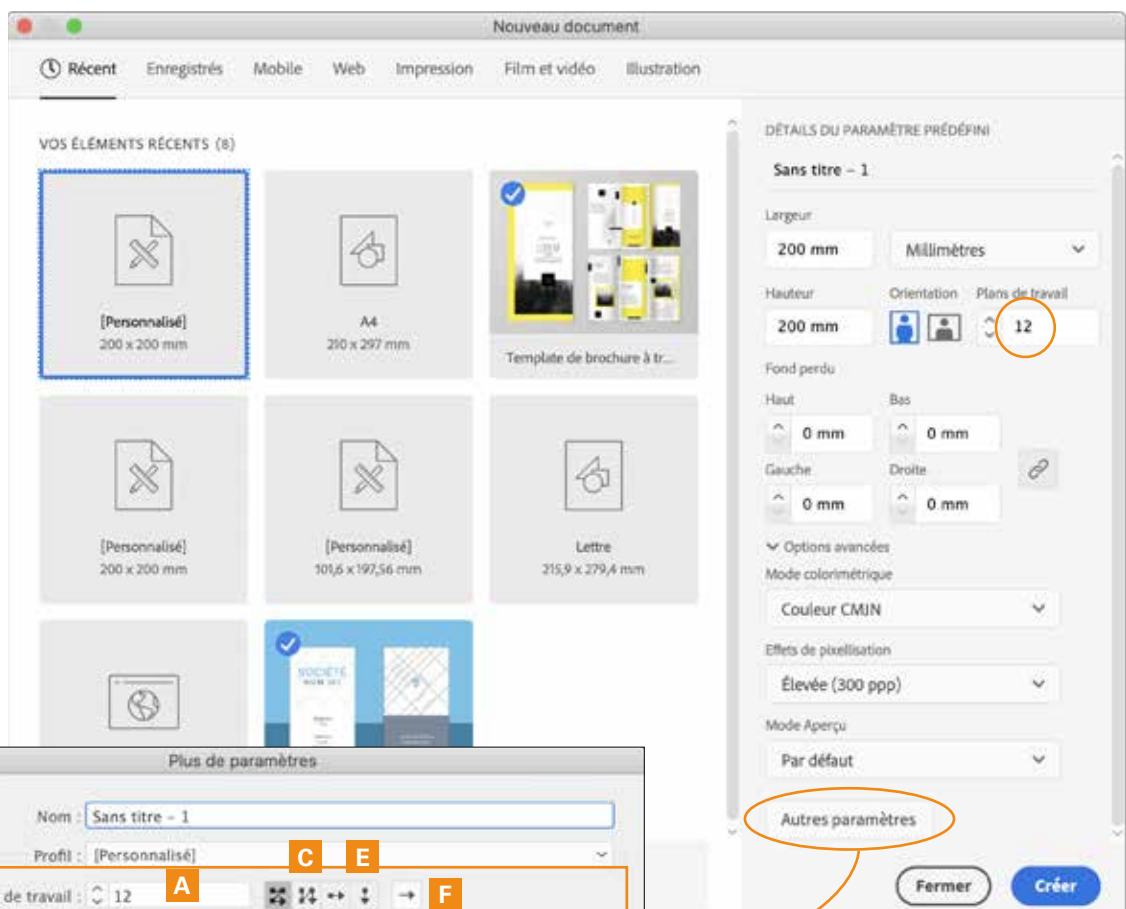 Nouveau document
Récent Enregistrés Mobile Web Impression Film et vidéo Illustration
VOS ÉLÉMENTS RÉCENTS (8)
[Personnalisé]
200 x 200 mm
A4
210 x 297 mm
Template de brochure à tr...
[Personnalisé]
200 x 200 mm
[Personnalisé]
101,6 x 197,56 mm
Lettre
215,9 x 279,4 mm
SOCIÉTÉ
DÉTAILS DU PARAMÈTRE PRÉDÉFINI
Sans titre – 1
Largeur
200 mm Millimètres
Hauteur Orientation Plans de travail
200 mm 12
Fond perdu
Haut Bas
0 mm 0 mm
Gauche Droite
0 mm 0 mm
Options avancées
Mode colorimétrique
Couleur CMJN
Effets de pixellisation
Élevée (300 ppp)
Mode Aperçu
Par défaut
Autres paramètres
Fermer Créer
Plus de paramètres
Nom : Sans titre – 1
Profil : [Personnalisé]
C E
de travail : 12 A F